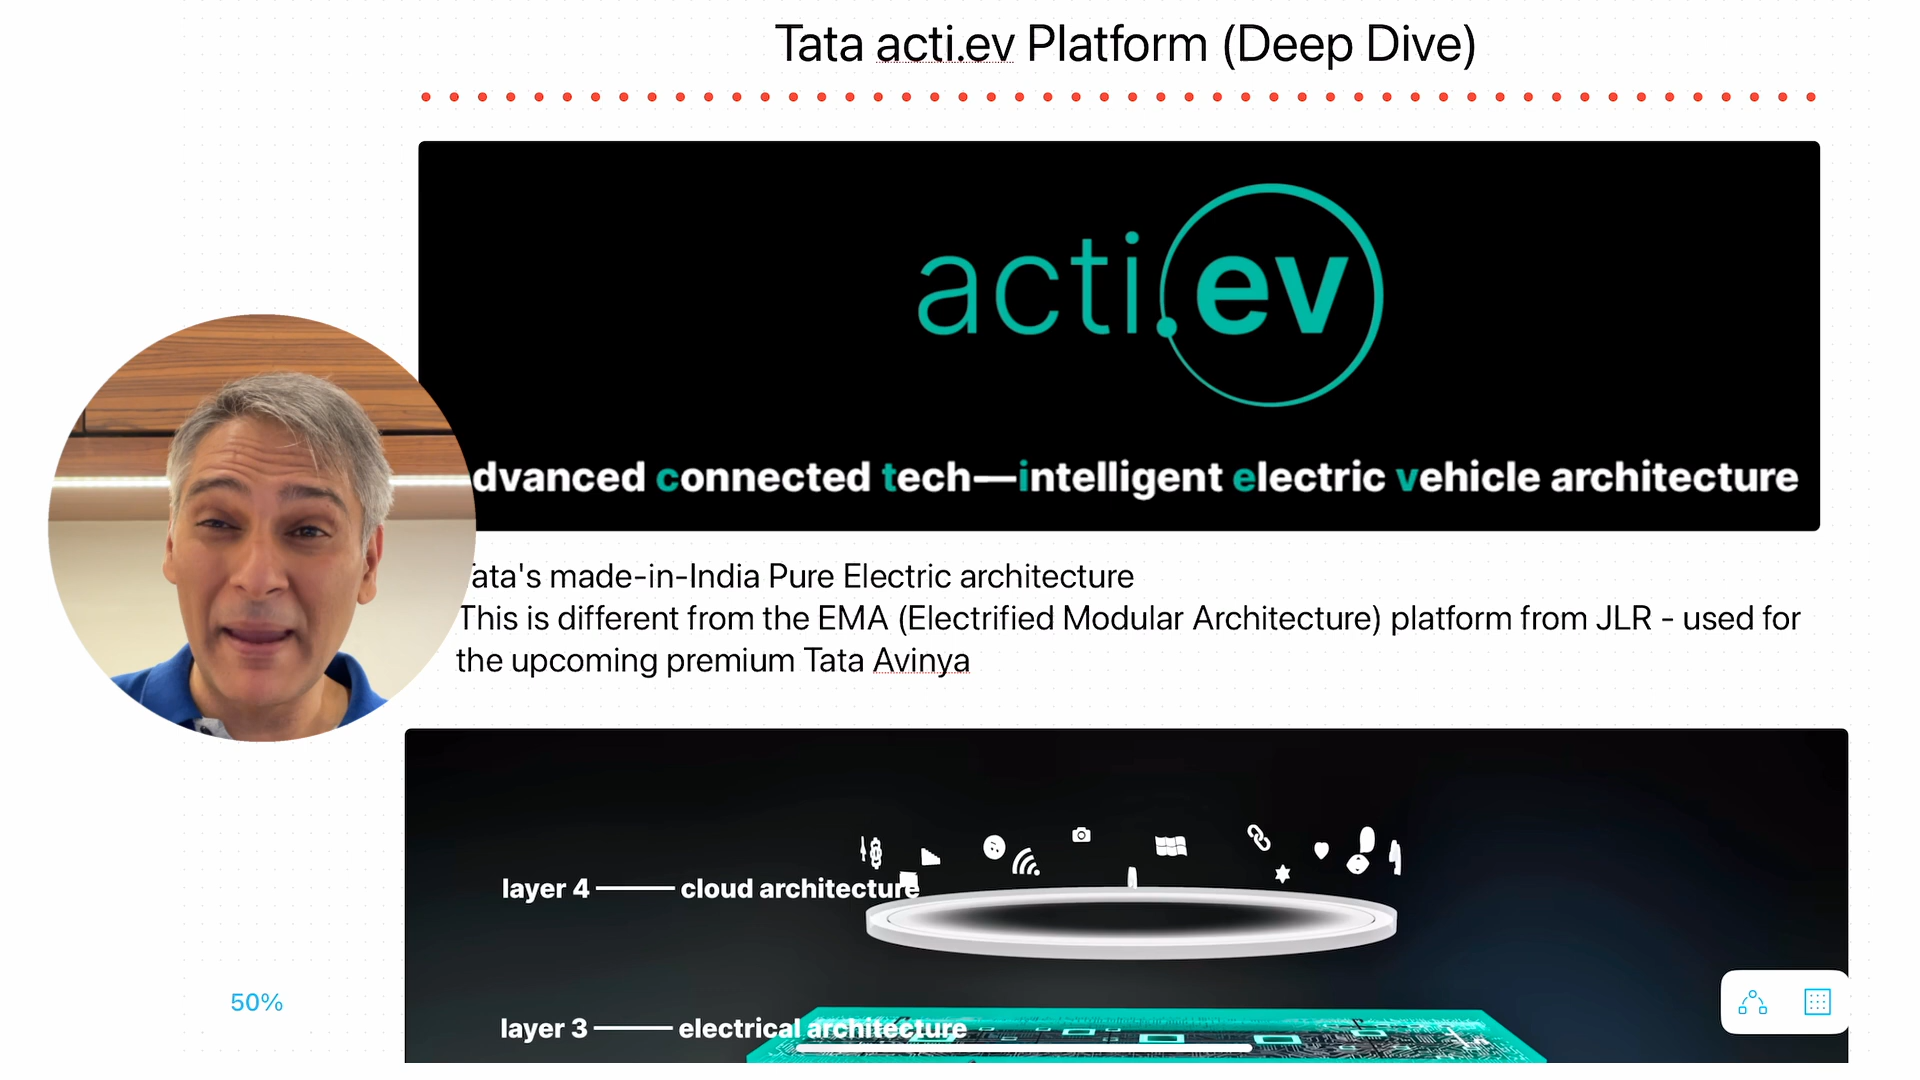 Tata acti.ev Platform (Deep Dive)
acti.ev
dvanced connected tech—intelligent electric vehicle architecture
ata's made-in-India Pure Electric architecture
This is different from the EMA (Electrified Modular Architecture) platform from JLR - used for
the upcoming premium Tata Avinya
layer 4 cloud architecture
layer 3 electrical architecture
50%